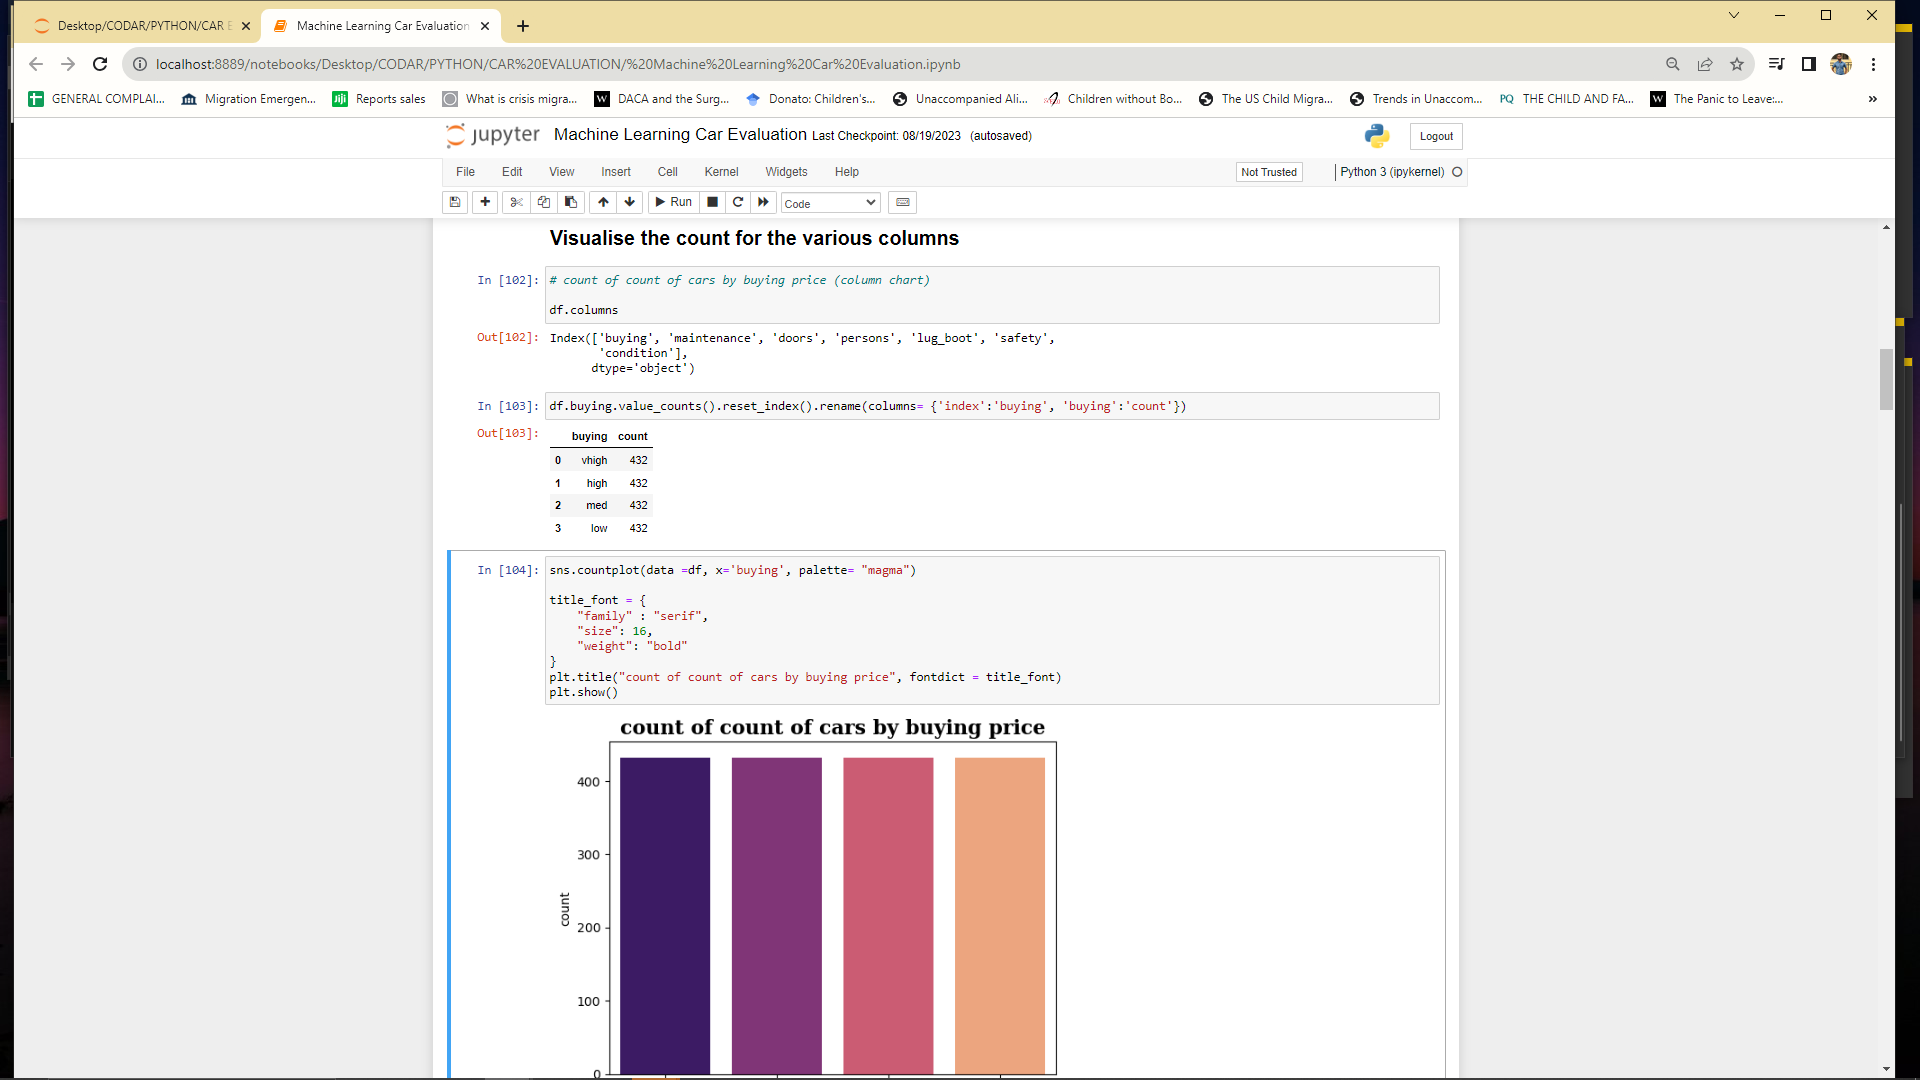 Desktop/CODAR/PYTHON/CAR E
Machine Learning Car Evaluation
localhost:8889/notebooks/Desktop/CODAR/PYTHON/CAR%20EVALUATION/%20Machine%20Learning%20Car%20Evaluation.ipynb
GENERAL COMPLAI... Migration Emergen... Jiji Reports sales What is crisis migra... W DACA and the Surg... Donato: Children's... Unaccompanied Ali... Children without Bo... The US Child Migra... Trends in Unaccom... PQ THE CHILD AND FA... W The Panic to Leave:... »
jupyter Machine Learning Car Evaluation Last Checkpoint: 08/19/2023 (autosaved) Logout
File Edit View Insert Cell Kernel Widgets Help Not Trusted Python 3 (ipykernel)
Run Code
Visualise the count for the various columns
In [102]: # count of count of cars by buying price (column chart)
df.columns
Out[102]: Index(['buying', 'maintenance', 'doors', 'persons', 'lug_boot', 'safety',
'condition'],
dtype='object')
In [103]: df.buying.value_counts().reset_index().rename(columns= {'index':'buying', 'buying':'count'})
Out[103]: buying count
0 vhigh 432
1 high 432
2 med 432
3 low 432
In [104]: sns.countplot(data =df, x='buying', palette= "magma")
title_font = {
"family" : "serif",
"size": 16,
"weight": "bold"
}
plt.title("count of count of cars by buying price", fontdict = title_font)
plt.show()
count of count of cars by buying price
400
300
count
200
100
0